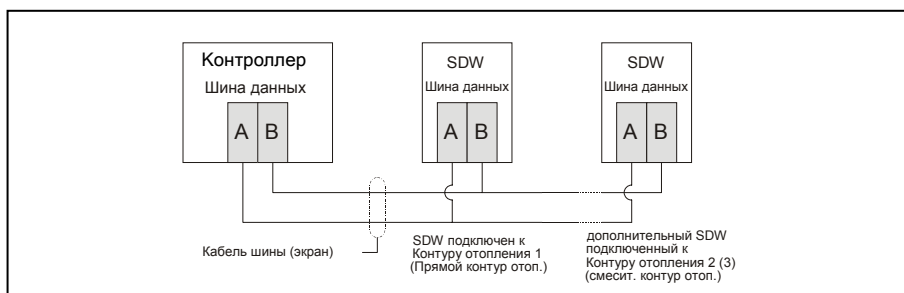 Контроллер
Шина данных
A B
SDW
Шина данных
A B
SDW
Шина данных
A B
Кабель шины (экран)
SDW подключен к
Контуру отопления 1
(Прямой контур отоп.)
дополнительный SDW
подключенный к
Контуру отопления 2 (3)
(смесит. контур отоп.)